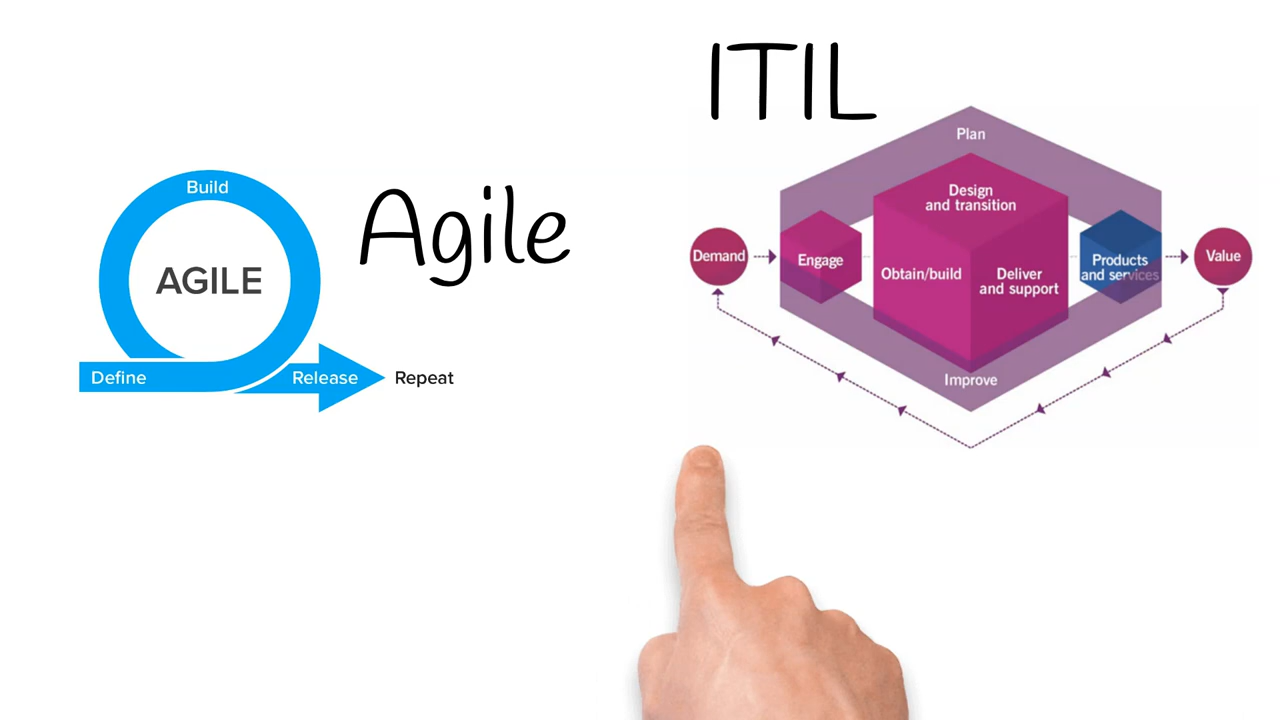 Build
AGILE
Define
Release
Repeat
Agile
ITIL
Plan
Design
and transition
Demand
Engage
Obtain/build
Deliver
and support
Products
and services
Value
Improve